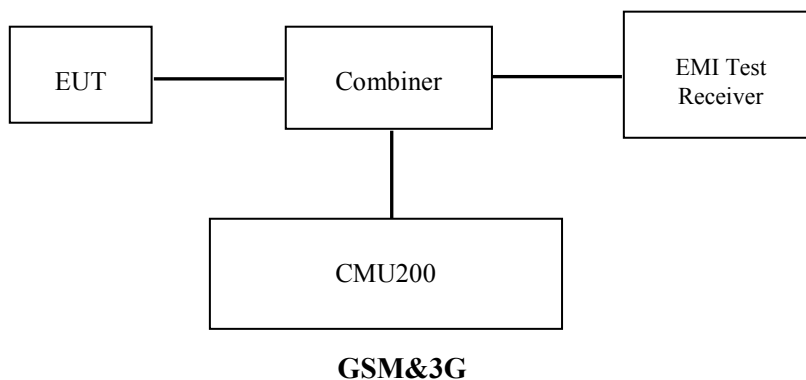 EUT
Combiner
EMI Test
Receiver
CMU200
GSM&3G